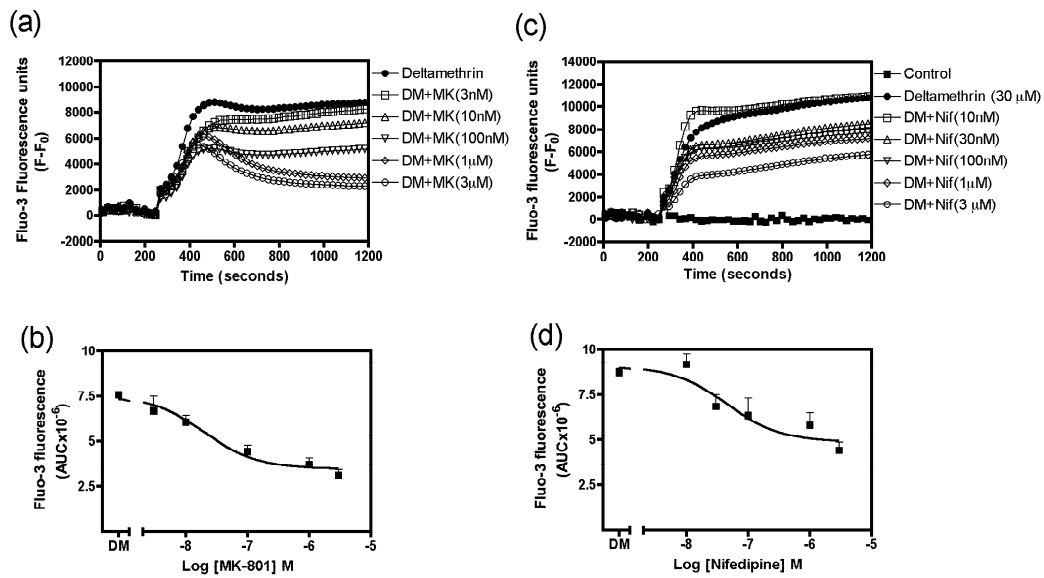 (a)
Fluo-3 fluorescence units
(F-F₀)
12000
10000
8000
6000
4000
2000
0
-2000
0 200 400 600 800 1000 1200
Time (seconds)
Deltamethrin
DM+MK(3nM)
DM+MK(10nM)
DM+MK(100nM)
DM+MK(1μM)
DM+MK(3μM)
(c)
Fluo-3 fluorescence units
(F-F₀)
14000
12000
10000
8000
6000
4000
2000
0
-2000
0 200 400 600 800 1000 1200
Time (seconds)
Control
Deltamethrin (30 μM)
DM+Nif(10nM)
DM+Nif(30nM)
DM+Nif(100nM)
DM+Nif(1μM)
DM+Nif(3 μM)
(b)
Fluo-3 fluorescence
(AUCx10⁻⁶)
10
7.5
5
2.5
DM -8 -7 -6 -5
Log [MK-801] M
(d)
Fluo-3 fluorescence
(AUCx10⁻⁶)
10
7.5
5
2.5
DM -8 -7 -6 -5
Log [Nifedipine] M